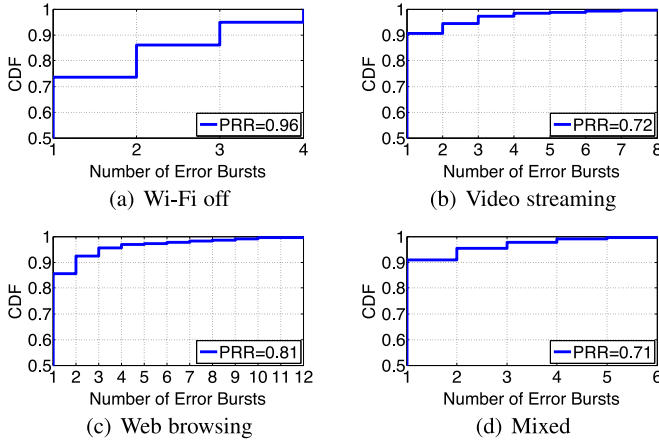 1
0.9
0.8
0.7
0.6
0.5
CDF
1 2 3 4
Number of Error Bursts
PRR=0.96
(a) Wi-Fi off
1
0.9
0.8
0.7
0.6
0.5
CDF
1 2 3 4 5 6 7 8
Number of Error Bursts
PRR=0.72
(b) Video streaming
1
0.9
0.8
0.7
0.6
0.5
CDF
1 2 3 4 5 6 7 8 9 10 11 12
Number of Error Bursts
PRR=0.81
(c) Web browsing
1
0.9
0.8
0.7
0.6
0.5
CDF
1 2 3 4 5 6
Number of Error Bursts
PRR=0.71
(d) Mixed